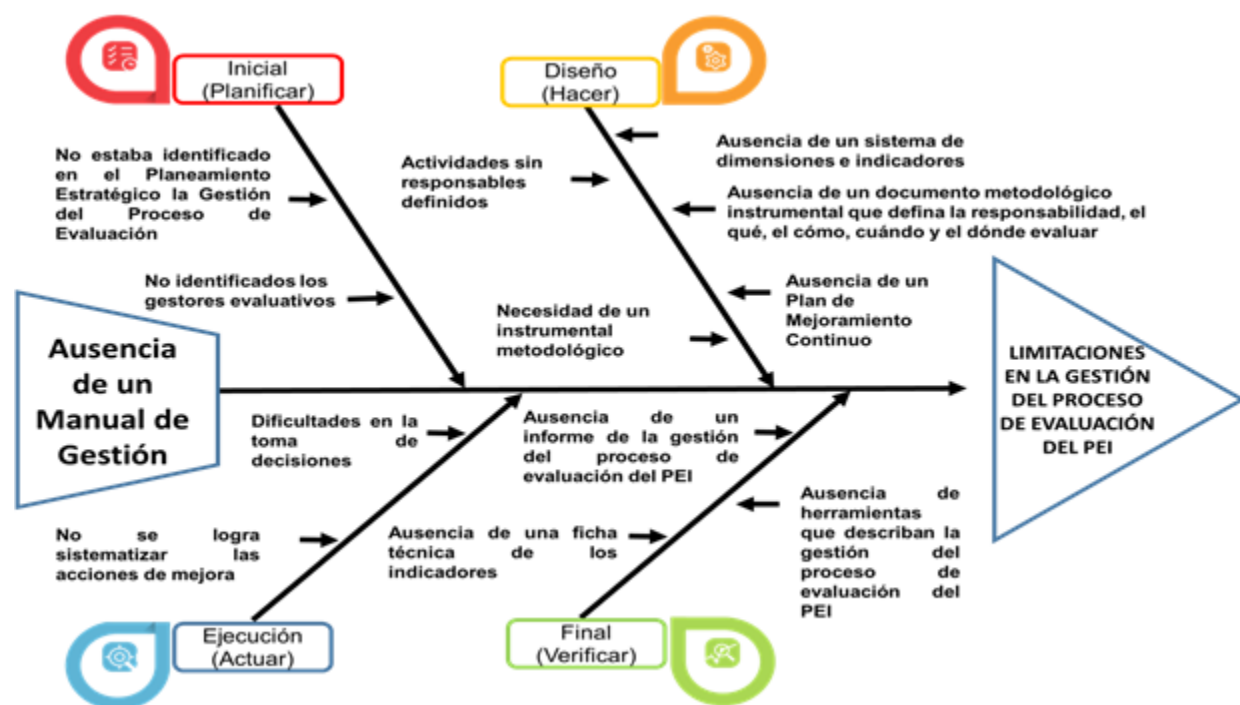 Inicial
(Planificar)
Diseño
(Hacer)
No estaba identificado
en el Planeamiento
Estratégico la Gestión
del Proceso de
Evaluación
No identificados los
gestores evaluativos
Actividades sin
responsables
definidos
Necesidad de un
instrumental
metodológico
Ausencia de un sistema de
dimensiones e indicadores
Ausencia de un documento metodológico
instrumental que defina la responsabilidad, el
qué, el cómo, cuándo y el dónde evaluar
Ausencia de un
Plan de
Mejoramiento
Continuo
Ausencia
de un
Manual de
Gestión
LIMITACIONES
EN LA GESTIÓN
DEL PROCESO
DE EVALUACIÓN
DEL PEI
Dificultades en la
toma de
decisiones
No se logra
sistematizar las
acciones de mejora
Ausencia de un
informe de la gestión
del proceso de
evaluación del PEI
Ausencia de una ficha
técnica de los
indicadores
Ausencia de
herramientas
que describan la
gestión del
proceso de
evaluación del
PEI
Ejecución
(Actuar)
Final
(Verificar)